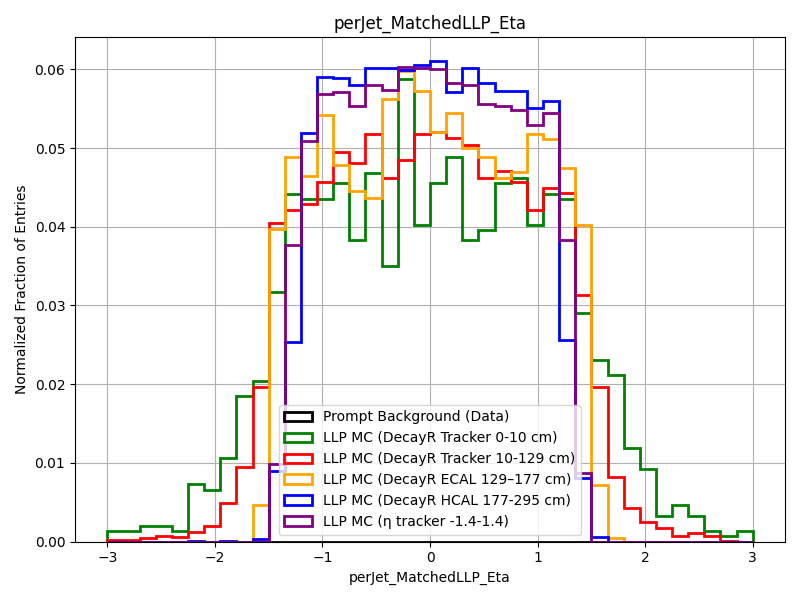 perJet_MatchedLLP_Eta
0.06
0.05
0.04
0.03
0.02
0.01
0.00
Normalized Fraction of Entries
Prompt Background (Data)
LLP MC (DecayR Tracker 0-10 cm)
LLP MC (DecayR Tracker 10-129 cm)
LLP MC (DecayR ECAL 129–177 cm)
LLP MC (DecayR HCAL 177-295 cm)
LLP MC (η tracker -1.4-1.4)
−3 −2 −1 0 1 2 3
perJet_MatchedLLP_Eta